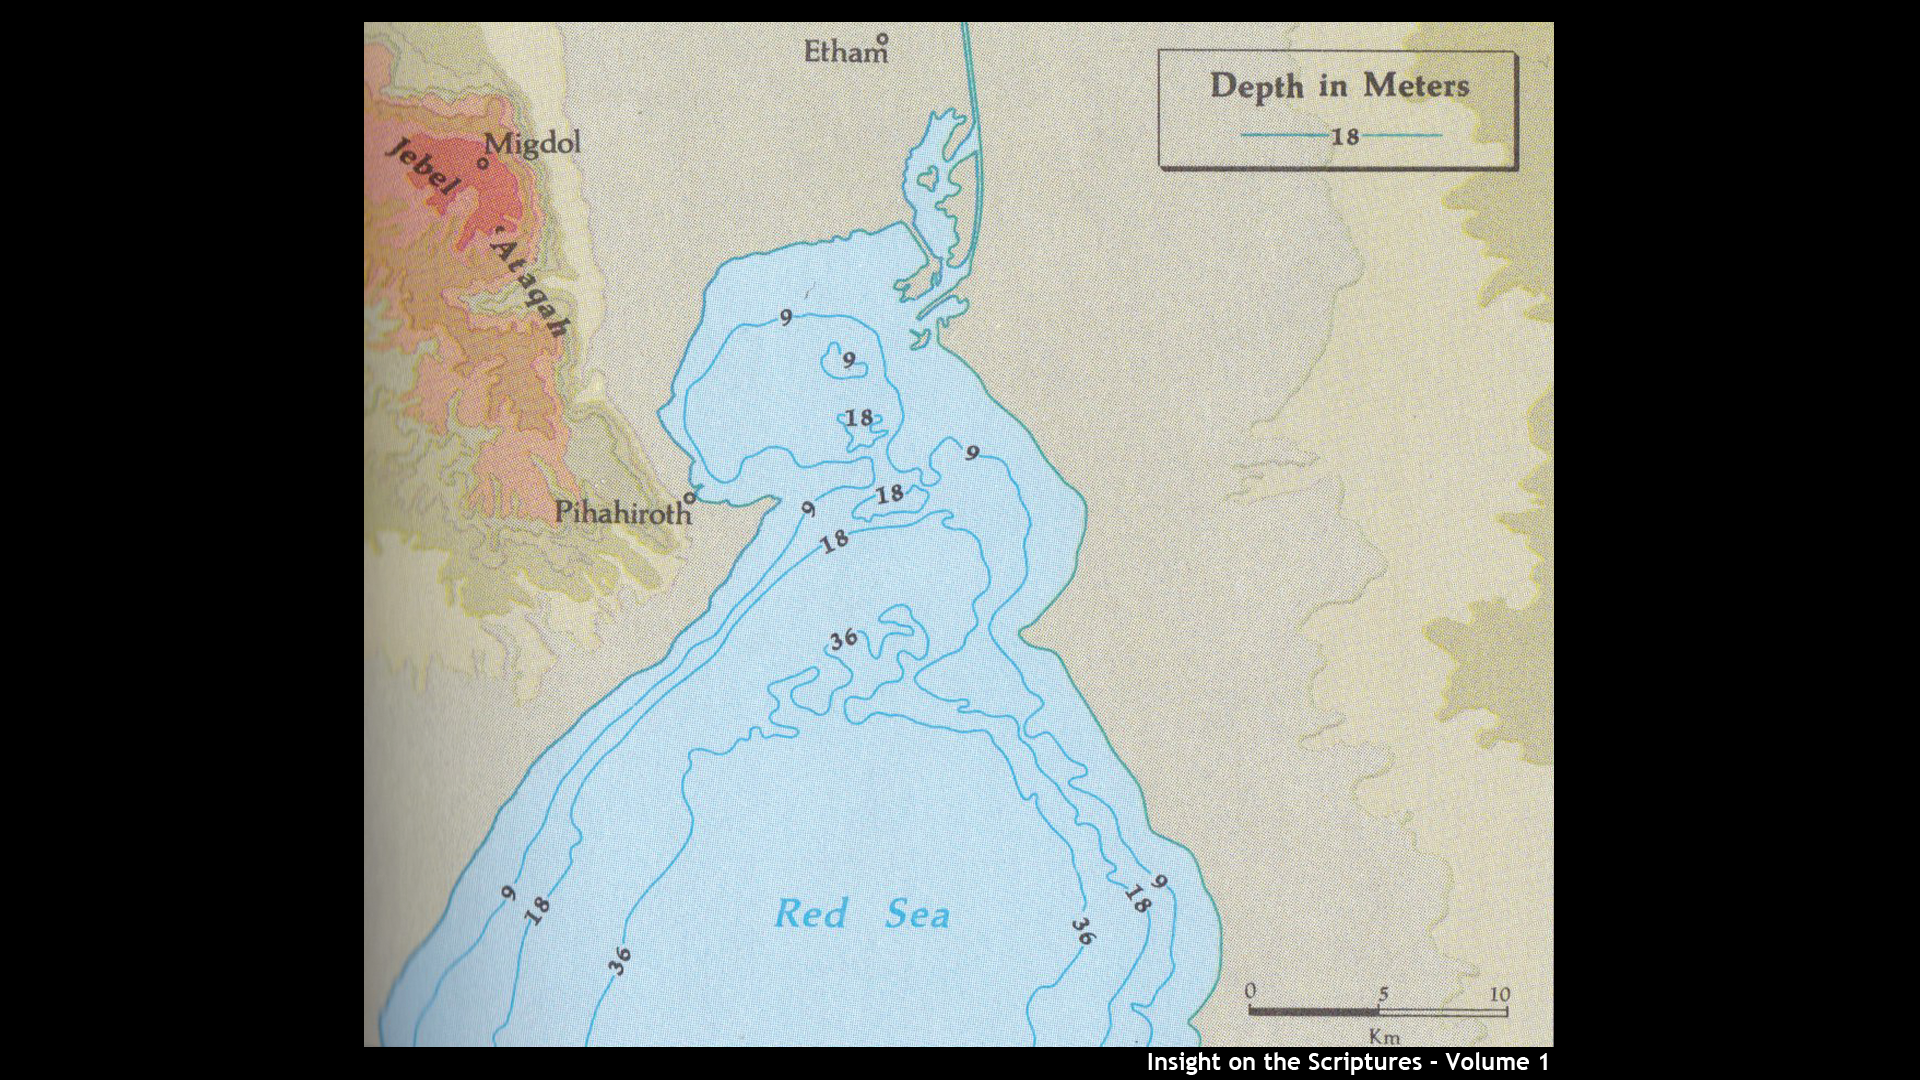 Etham
Depth in Meters
18
Migdol
Jebel
ʽAtaqah
9
9
18
9
18
Pihahiroth
9
18
36
9
18
9
18
Red Sea
36
36
0 5 10
Km
Insight on the Scriptures - Volume 1